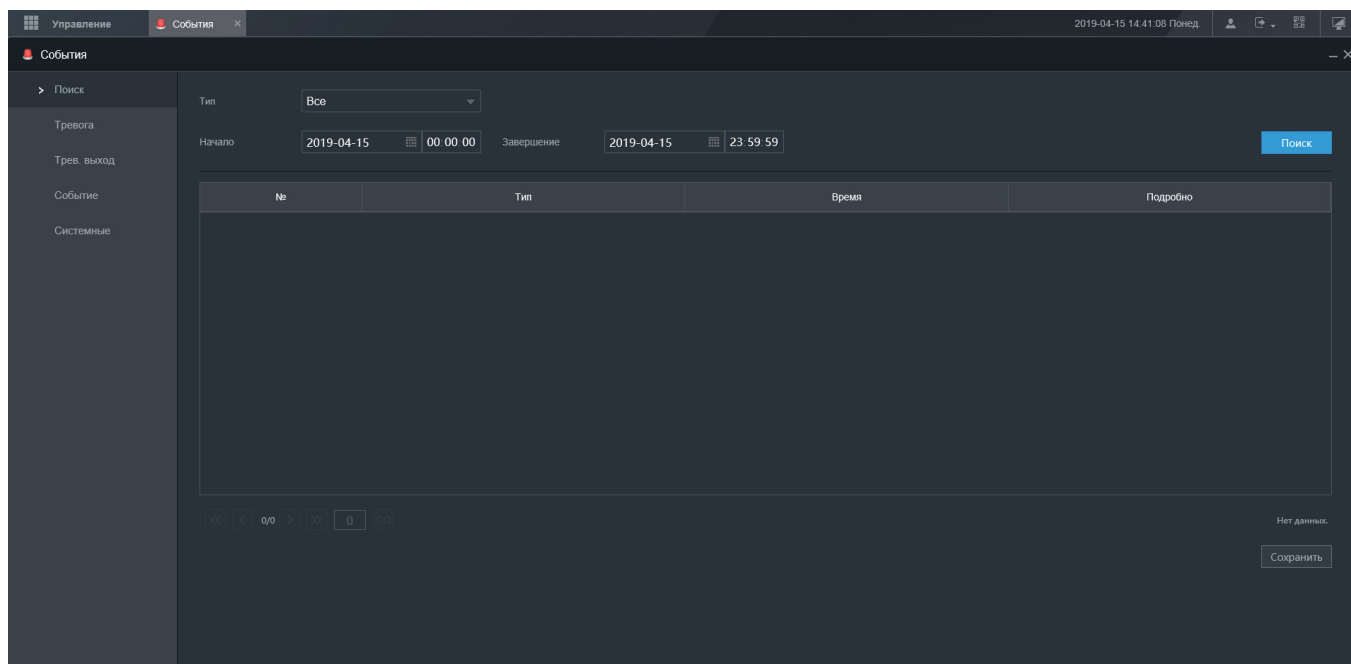 Управление События × 2019-04-15 14:41:08 Понед.
События
Поиск
Тип Все
Тревога
Начало 2019-04-15 00:00:00 Завершение 2019-04-15 23:59:59 Поиск
Трев. выход
№ Тип Время Подробно
Событие
Системные
0/0 0 GO Нет данных.
Сохранить